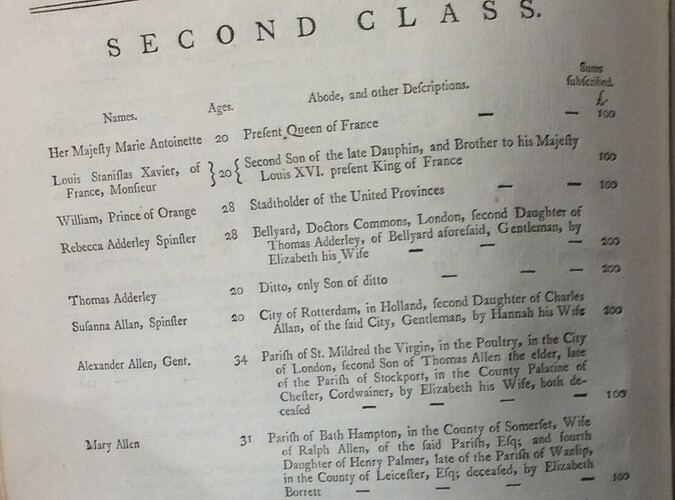 SECOND CLASS.
Names. Ages. Abode, and other Deſcriptions. Sums ſubſcribed.
£.
Her Majeſty Marie Antoinette 20 Preſent Queen of France — — 100
Louis Staniſlas Xavier, of } 20 { Second Son of the late Dauphin, and Brother to his Majeſty
France, Monſieur Louis XVI. preſent King of France 100
William, Prince of Orange 28 Stadtholder of the United Provinces — — 100
Rebecca Adderley Spinſter 28 Bellyard, Doctors Commons, London, ſecond Daughter of
Thomas Adderley, of Bellyard aforeſaid, Gentleman, by
Elizabeth his Wife — — — 200
Thomas Adderley 20 Ditto, only Son of ditto — — 200
Suſanna Allan, Spinſter 20 City of Rotterdam, in Holland, ſecond Daughter of Charles
Allan, of the ſaid City, Gentleman, by Hannah his Wife 200
Alexander Allen, Gent. 34 Pariſh of St. Mildred the Virgin, in the Poultry, in the City
of London, ſecond Son of Thomas Allen the elder, late
of the Pariſh of Stockport, in the County Palatine of
Cheſter, Cordwainer, by Elizabeth his Wife, both de-
ceaſed — — — — 100
Mary Allen 31 Pariſh of Bath Hampton, in the County of Somerſet, Wife
of Ralph Allen, of the ſaid Pariſh, Eſq; and fourth
Daughter of Henry Palmer, late of the Pariſh of Wanlip,
in the County of Leiceſter, Eſq; deceaſed, by Elizabeth
Borrett — — — — 100